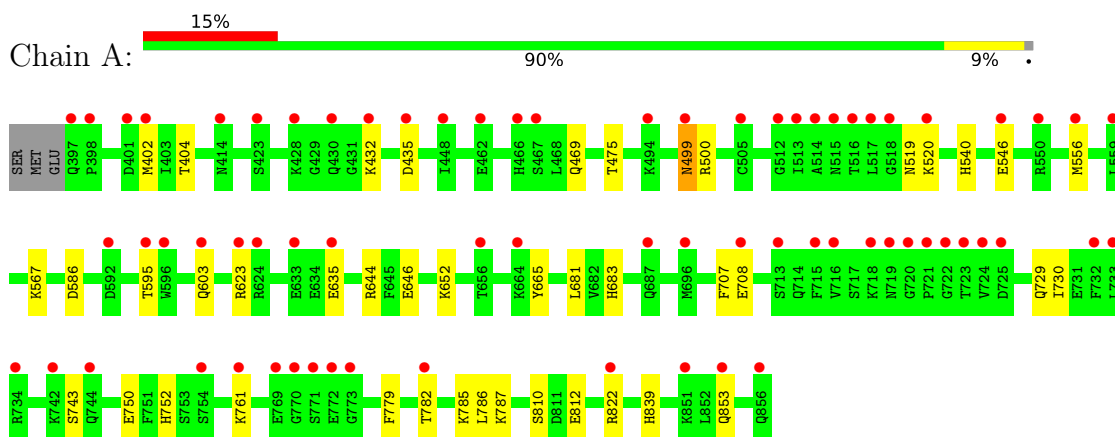 15%
Chain A:
90% 9% •
SER MET GLU Q397 P398 D401 M402 I403 T404 N414 S423 K428 G429 Q430 G431 K432 D435 I448 E462 H466 S467 L468 Q469 T475 K494 N499 R500 C505 G512 I513 A514 N515 T516 L517 G518 N519 K520 H540 E546 R550 M556 L559
K567 D586 D592 T595 W596 Q603 R623 R624 E633 E634 E635 R644 F645 E646 K652 T656 K664 Y665 L681 V682 H683 Q687 M696 F707 E708 S713 Q714 F715 V716 S717 K718 N719 G720 P721 G722 T723 V724 D725 Q729 I730 E731 F732 L733
R734 K742 S743 Q744 E750 F751 H752 S753 S754 K761 E769 G770 S771 E772 G773 F779 T782 K785 L786 K787 S810 D811 E812 R822 H839 K851 L852 Q853 Q856